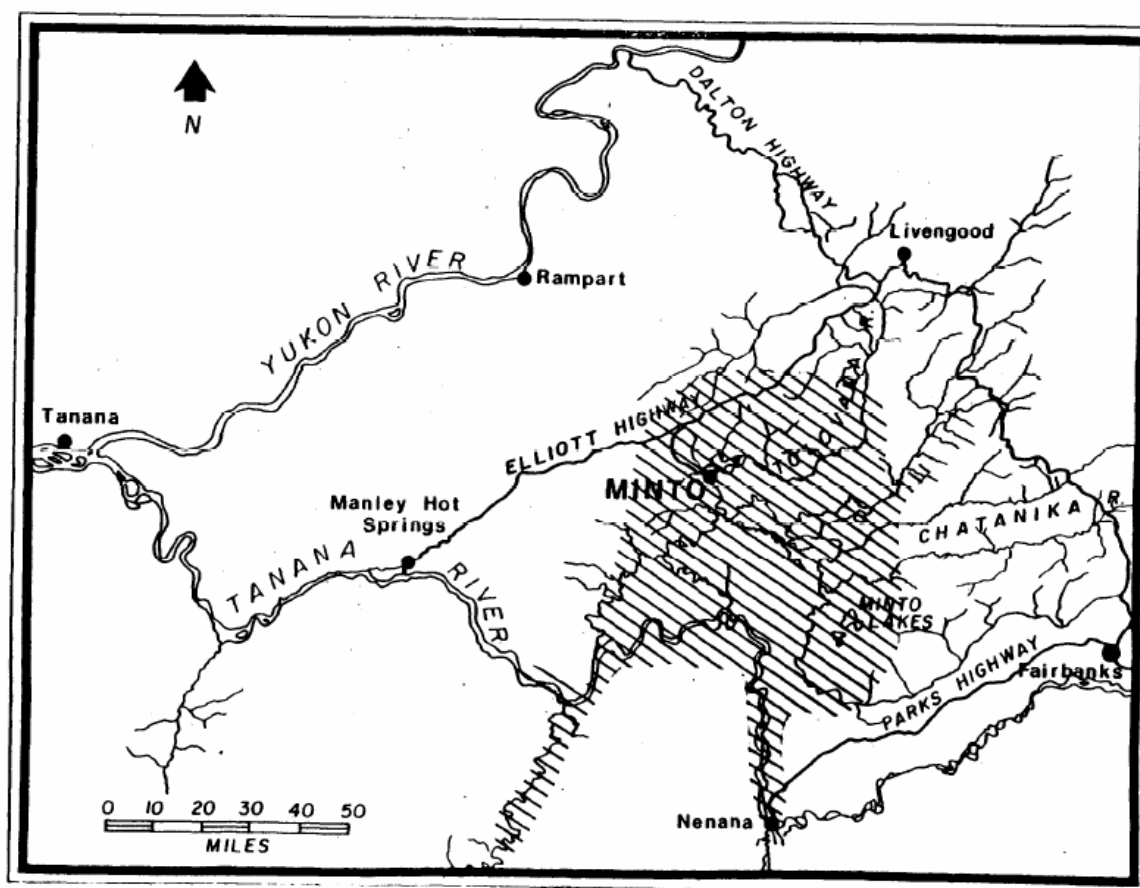 N
DALTON HIGHWAY
Livengood
Rampart
YUKON RIVER
Tanana
ELLIOTT HIGHWAY
TOLOVANA
R.
MINTO
Manley Hot
Springs
CHATANIKA R.
TANANA RIVER
MINTO
LAKES
PARKS HIGHWAY
Fairbanks
0 10 20 30 40 50
MILES
Nenana